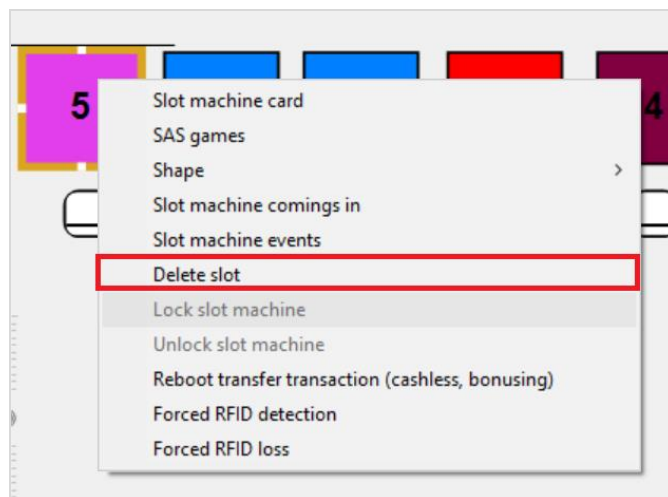 5
4
Slot machine card
SAS games
Shape
Slot machine comings in
Slot machine events
Delete slot
Lock slot machine
Unlock slot machine
Reboot transfer transaction (cashless, bonusing)
Forced RFID detection
Forced RFID loss